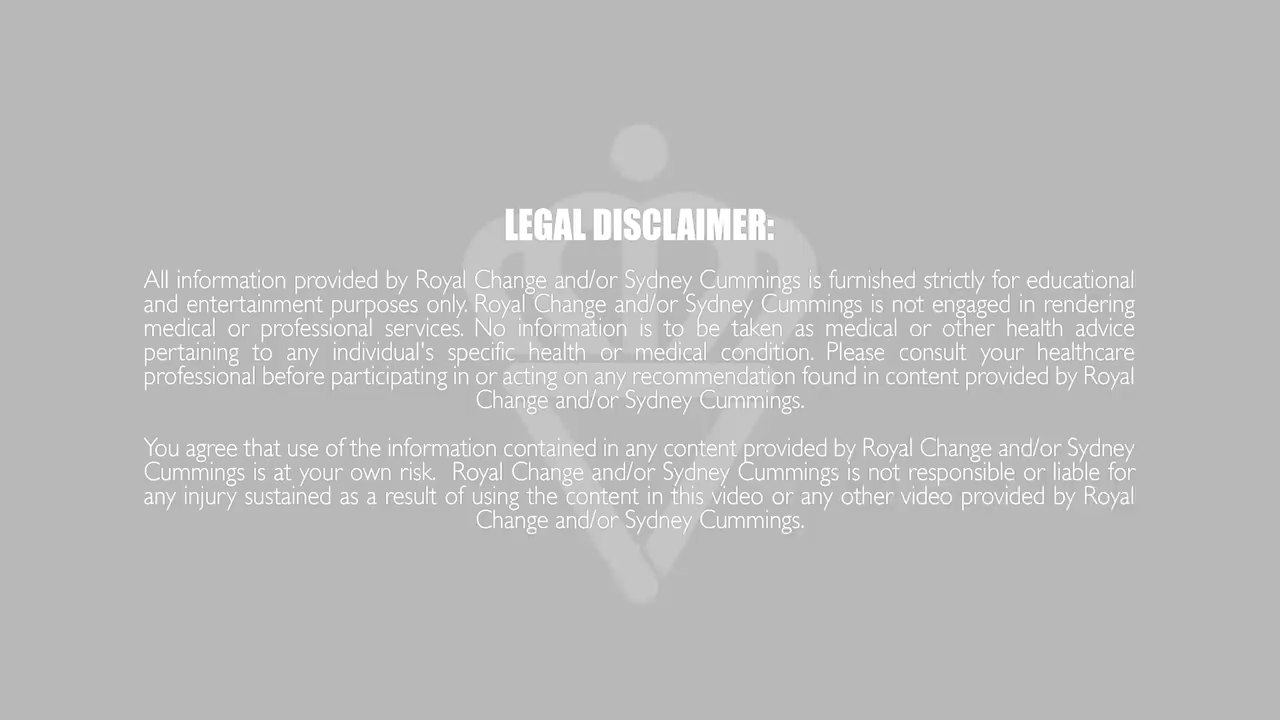 LEGAL DISCLAIMER:
All information provided by Royal Change and/or Sydney Cummings is furnished strictly for educational
and entertainment purposes only. Royal Change and/or Sydney Cummings is not engaged in rendering
medical or professional services. No information is to be taken as medical or other health advice
pertaining to any individual's specific health or medical condition. Please consult your healthcare
professional before participating in or acting on any recommendation found in content provided by Royal
Change and/or Sydney Cummings.
You agree that use of the information contained in any content provided by Royal Change and/or Sydney
Cummings is at your own risk.  Royal Change and/or Sydney Cummings is not responsible or liable for
any injury sustained as a result of using the content in this video or any other video provided by Royal
Change and/or Sydney Cummings.